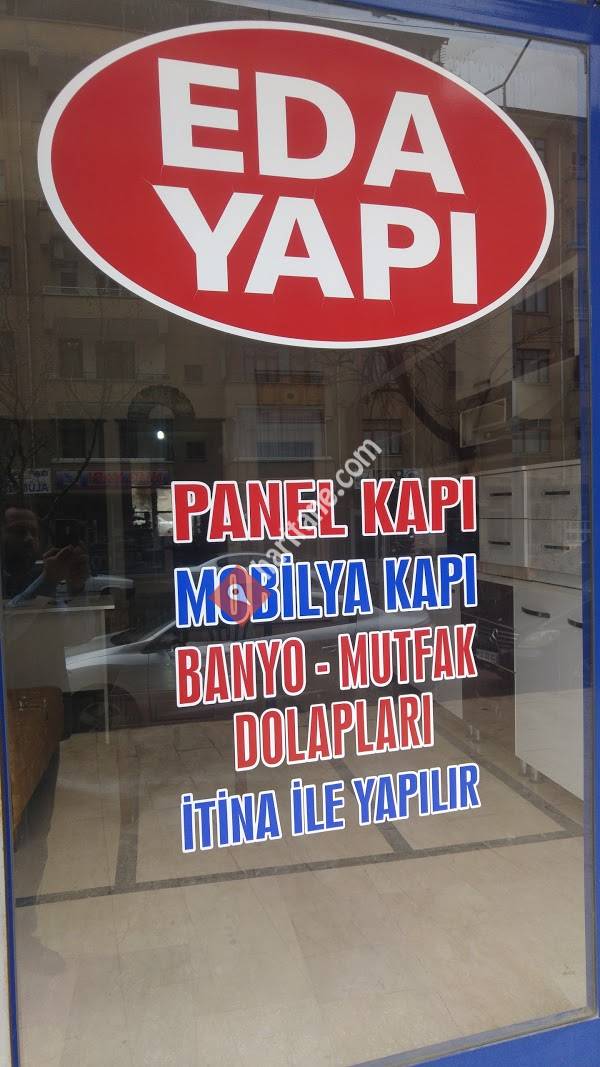 EDA
YAPI
PANEL KAPI
MOBİLYA KAPI
BANYO - MUTFAK
DOLAPLARI
İTİNA İLE YAPILIR